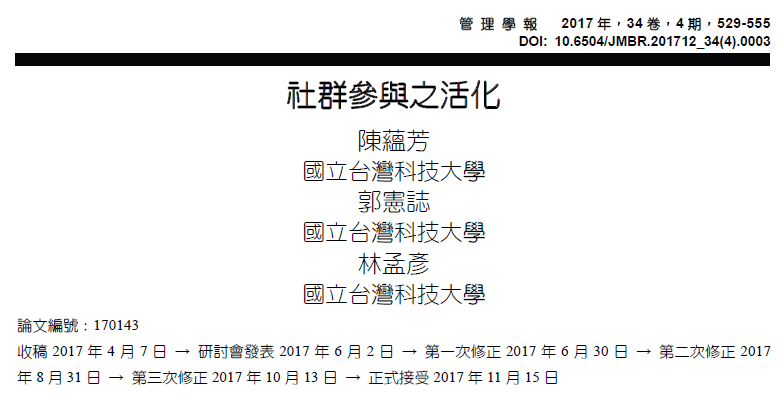 管理學報 2017 年，34 卷，4 期，529-555
DOI: 10.6504/JMBR.201712_34(4).0003
社群參與之活化
陳蘊芳
國立台灣科技大學
郭憲誌
國立台灣科技大學
林孟彥
國立台灣科技大學
論文編號：170143
收稿 2017 年 4 月 7 日 → 研討會發表 2017 年 6 月 2 日 → 第一次修正 2017 年 6 月 30 日 → 第二次修正 2017
年 8 月 31 日 → 第三次修正 2017 年 10 月 13 日 → 正式接受 2017 年 11 月 15 日